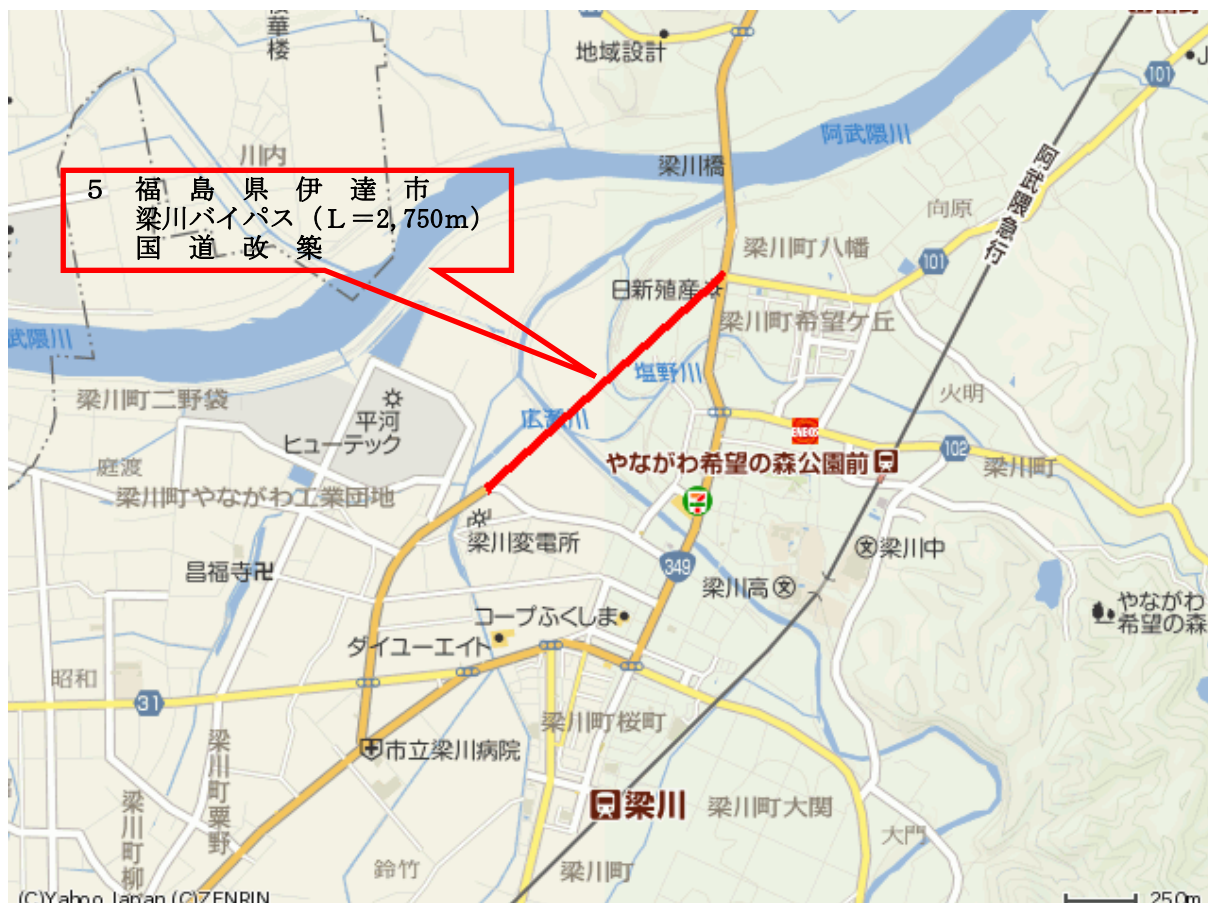 華楼
地域設計
101
阿武隈川
川内
梁川橋
阿武隈急行
向原
5 福島県伊達市
梁川バイパス(L=2,750m)
国道改築
梁川町八幡
101
日新殖産
梁川町希望ケ丘
武隈川
塩野川
火明
梁川町二野袋
平河
ヒューテック
広瀬川
ENEOS
102
庭渡
やながわ希望の森公園前
梁川町
梁川町やながわ工業団地
7
梁川変電所
文梁川中
昌福寺卍
349
梁川高文
やながわ
希望の森
コープふくしま
ダイユーエイト
昭和
31
梁川町桜町
市立梁川病院
梁川町粟野
梁川町柳
梁川
梁川町大関
大門
鈴竹
梁川町
(C)Yahoo Japan (C)ZENRIN
250m